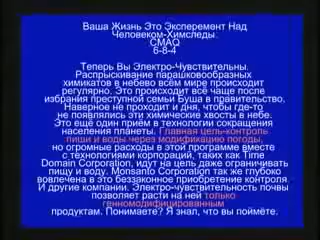 Ваша Жизнь Это Эксперемент Над
Человеком-Химследы.
CMAQ
6-8-4
Теперь Вы Электро-Чувствительны.
Распрыскивание парашковообразных
химикатов в небево всём мире происходит
регулярно. Это происходит всё чаще после
избрания преступной семьи Буша в правительство.
Наверное не проходит и дня, чтобы где-то
не появлялись эти химические хвосты в небе.
Это ещё один приём в технологии сокращения
населения планеты. Главная цель-контроль
пиши и воды через модификацию погоды,
но огромные расходы в этой программе вместе
с технологиями корпораций, таких как Time
Domain Corporation, идут на цель даже ограничивать
пищу и воду. Monsanto Corporation так же глубоко
вовлечена в это беззаконное приобретение контроля.
И другие компании. Электро-чувствительность почвы
позволяет расти на ней только
генномодифицированным
продуктам. Понимаете? Я знал, что вы поймёте.